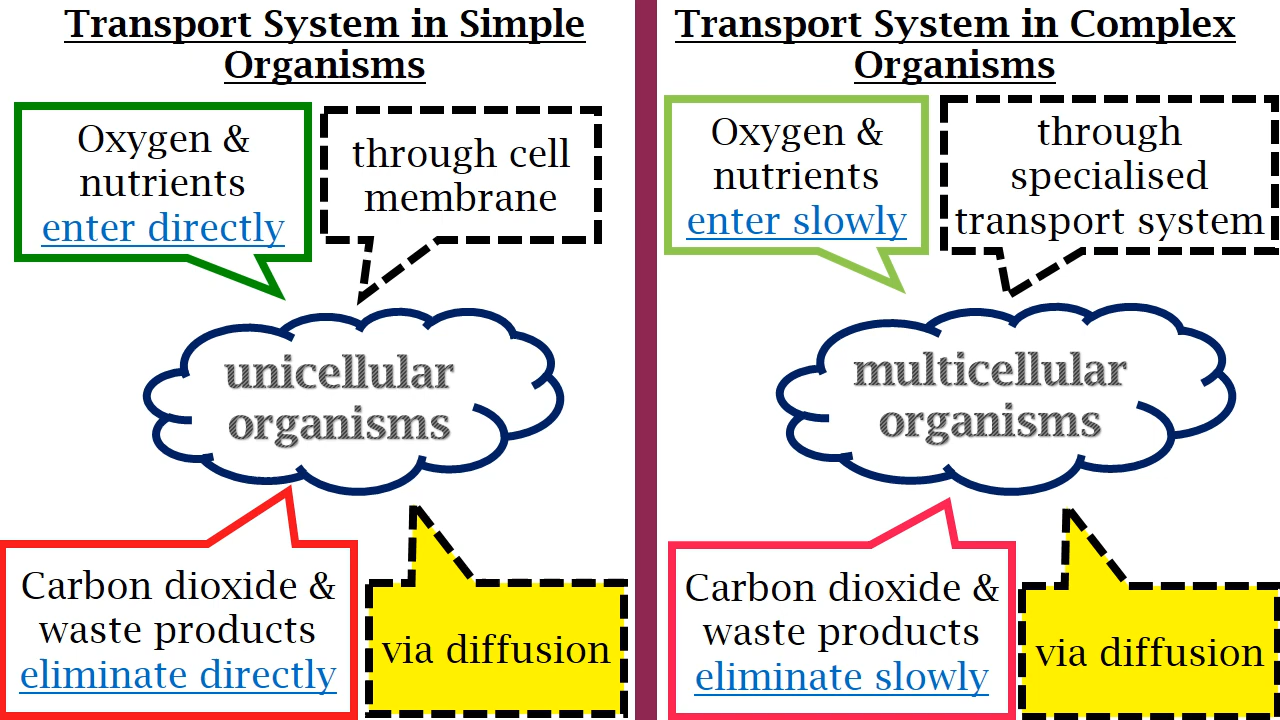 Transport System in Simple
Organisms
Oxygen &
nutrients
enter directly
through cell
membrane
unicellular
organisms
Carbon dioxide &
waste products
eliminate directly
via diffusion
Transport System in Complex
Organisms
Oxygen &
nutrients
enter slowly
through
specialised
transport system
multicellular
organisms
Carbon dioxide &
waste products
eliminate slowly
via diffusion